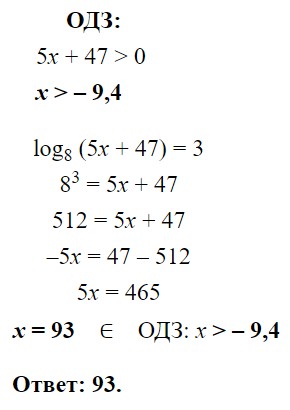 ОДЗ:
5x + 47 > 0
x > – 9,4
log₈ (5x + 47) = 3
8³ = 5x + 47
512 = 5x + 47
–5x = 47 – 512
5x = 465
x = 93 ∈ ОДЗ: x > – 9,4
Ответ: 93.